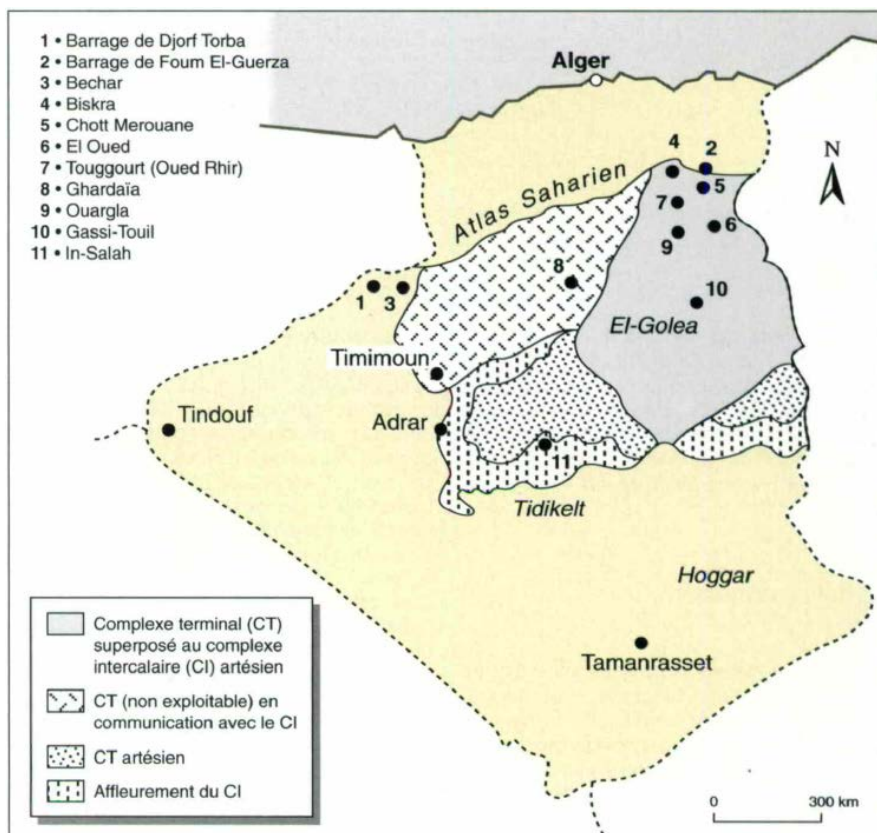 1 • Barrage de Djorf Torba
2 • Barrage de Foum El-Guerza
3 • Bechar
4 • Biskra
5 • Chott Merouane
6 • El Oued
7 • Touggourt (Oued Rhir)
8 • Ghardaïa
9 • Ouargla
10 • Gassi-Touil
11 • In-Salah
Alger
N
Atlas Saharien
4
2
5
7
6
9
8
10
1
3
El-Golea
Timimoun
Tindouf
Adrar
11
Tidikelt
Hoggar
Tamanrasset
Complexe terminal (CT)
superposé au complexe
intercalaire (CI) artésien
CT (non exploitable) en
communication avec le CI
CT artésien
Affleurement du CI
0 300 km